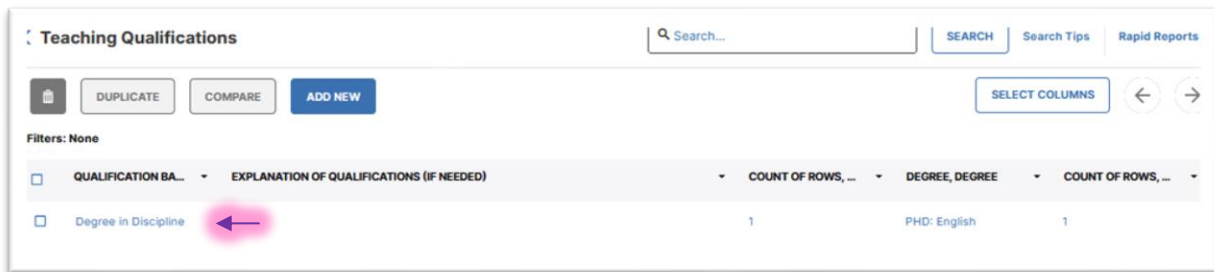 Teaching Qualifications
Search... SEARCH Search Tips Rapid Reports
DUPLICATE COMPARE ADD NEW SELECT COLUMNS
Filters: None
QUALIFICATION BA... EXPLANATION OF QUALIFICATIONS (IF NEEDED) COUNT OF ROWS, ... DEGREE, DEGREE COUNT OF ROWS, ...
Degree in Discipline 1 PHD: English 1